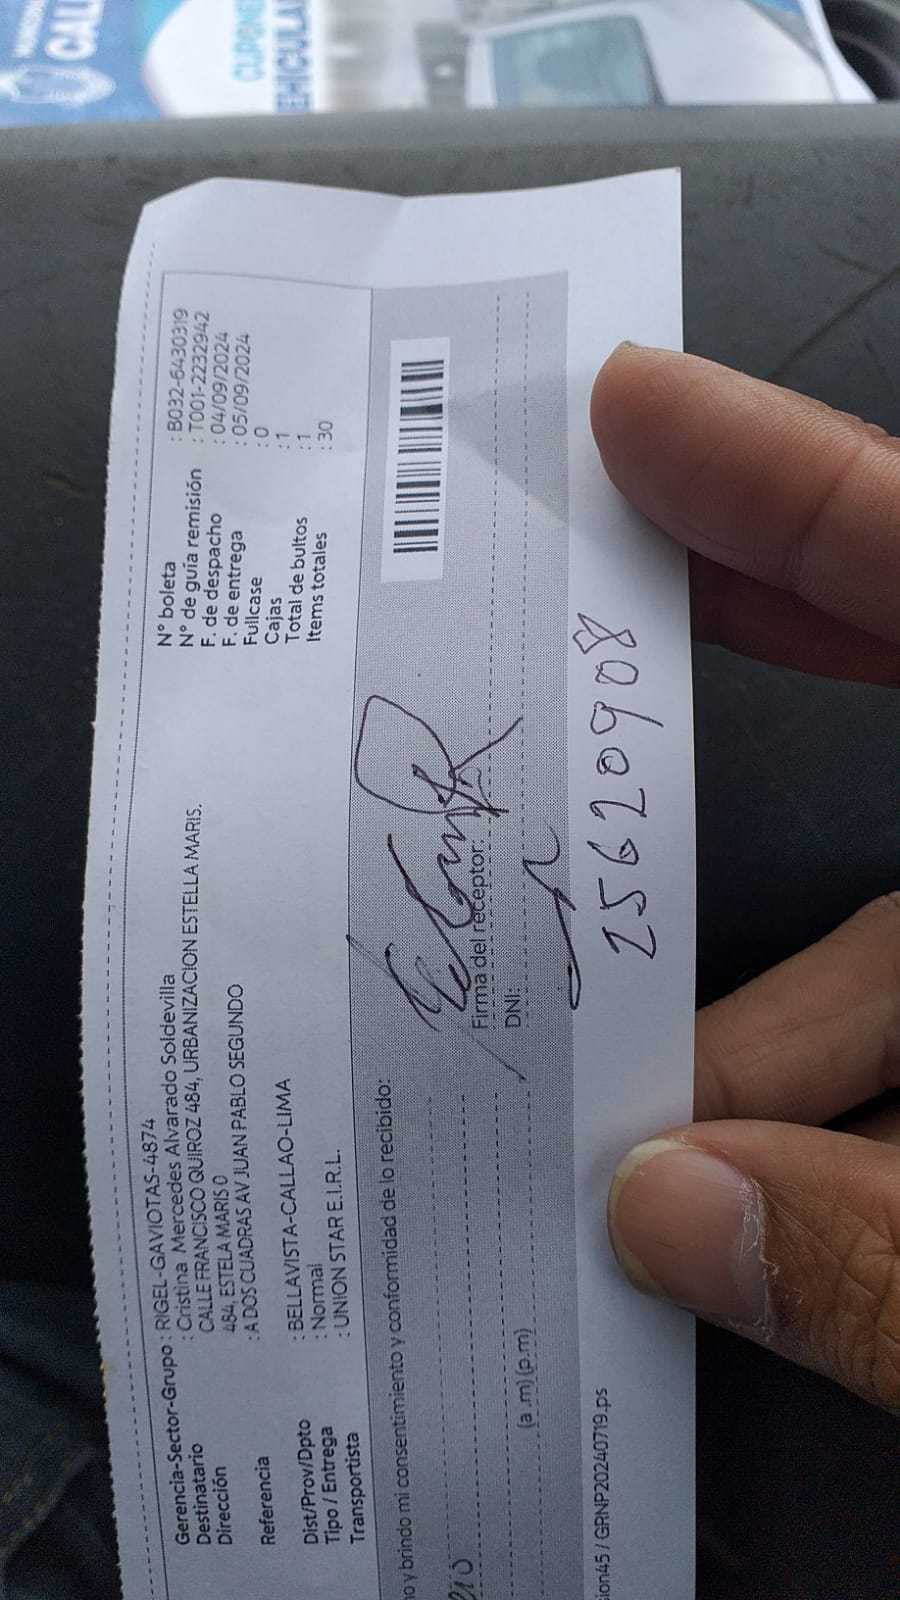 CALL
CUPONE
EHICULA
Gerencia-Sector-Grupo : RIGEL-GAVIOTAS-4874
Destinatario : Cristina Mercedes Alvarado Soldevilla
Dirección CALLE FRANCISCO QUIROZ 484, URBANIZACION ESTELLA MARIS.
484, ESTELA MARIS 0
Referencia : A DOS CUADRAS AV JUAN PABLO SEGUNDO
Dist/Prov/Dpto : BELLAVISTA-CALLAO-LIMA
Tipo / Entrega : Normal
Transportista : UNION STAR E.I.R.L.
N° boleta : B032-6430319
N° de guía remisión : T001-2232942
F. de despacho : 04/09/2024
F. de entrega : 05/09/2024
Fullcase : 0
Cajas : 1
Total de bultos : 1
Items totales : 30
o y brindo mi consentimiento y conformidad de lo recibido:
Firma del receptor:
(a .m) (p.m)
DNI:
25620908
sion45 / GRNP20240719.ps